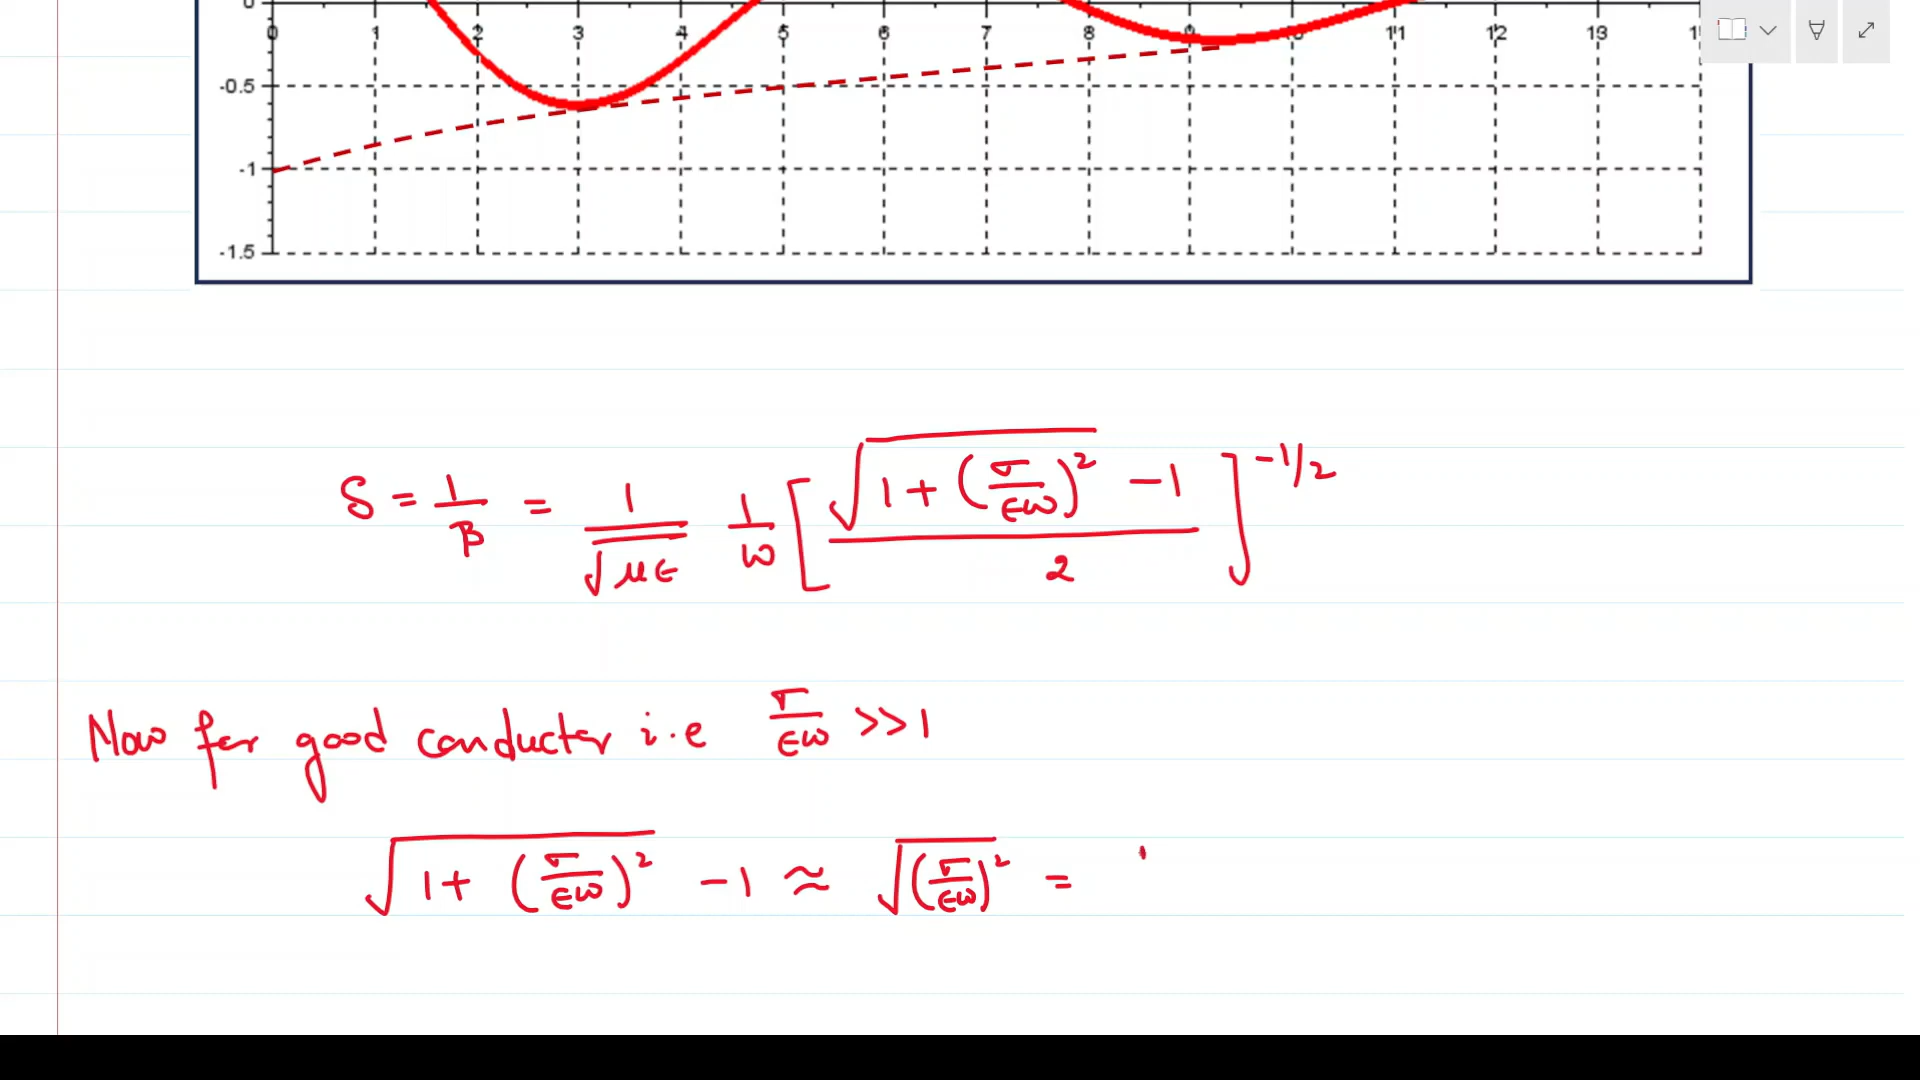 0
0 1 2 3 4 5 6 7 8 9 10 11 12 13
-0.5
-1
-1.5
δ = 1/β = 1/√(με) 1/ω [(√(1+(σ/εω)²) -1)/2]^(-1/2)
Now for good conductor i.e σ/εω >>1
√(1+(σ/εω)²) -1 ≈ √((σ/εω)²) =